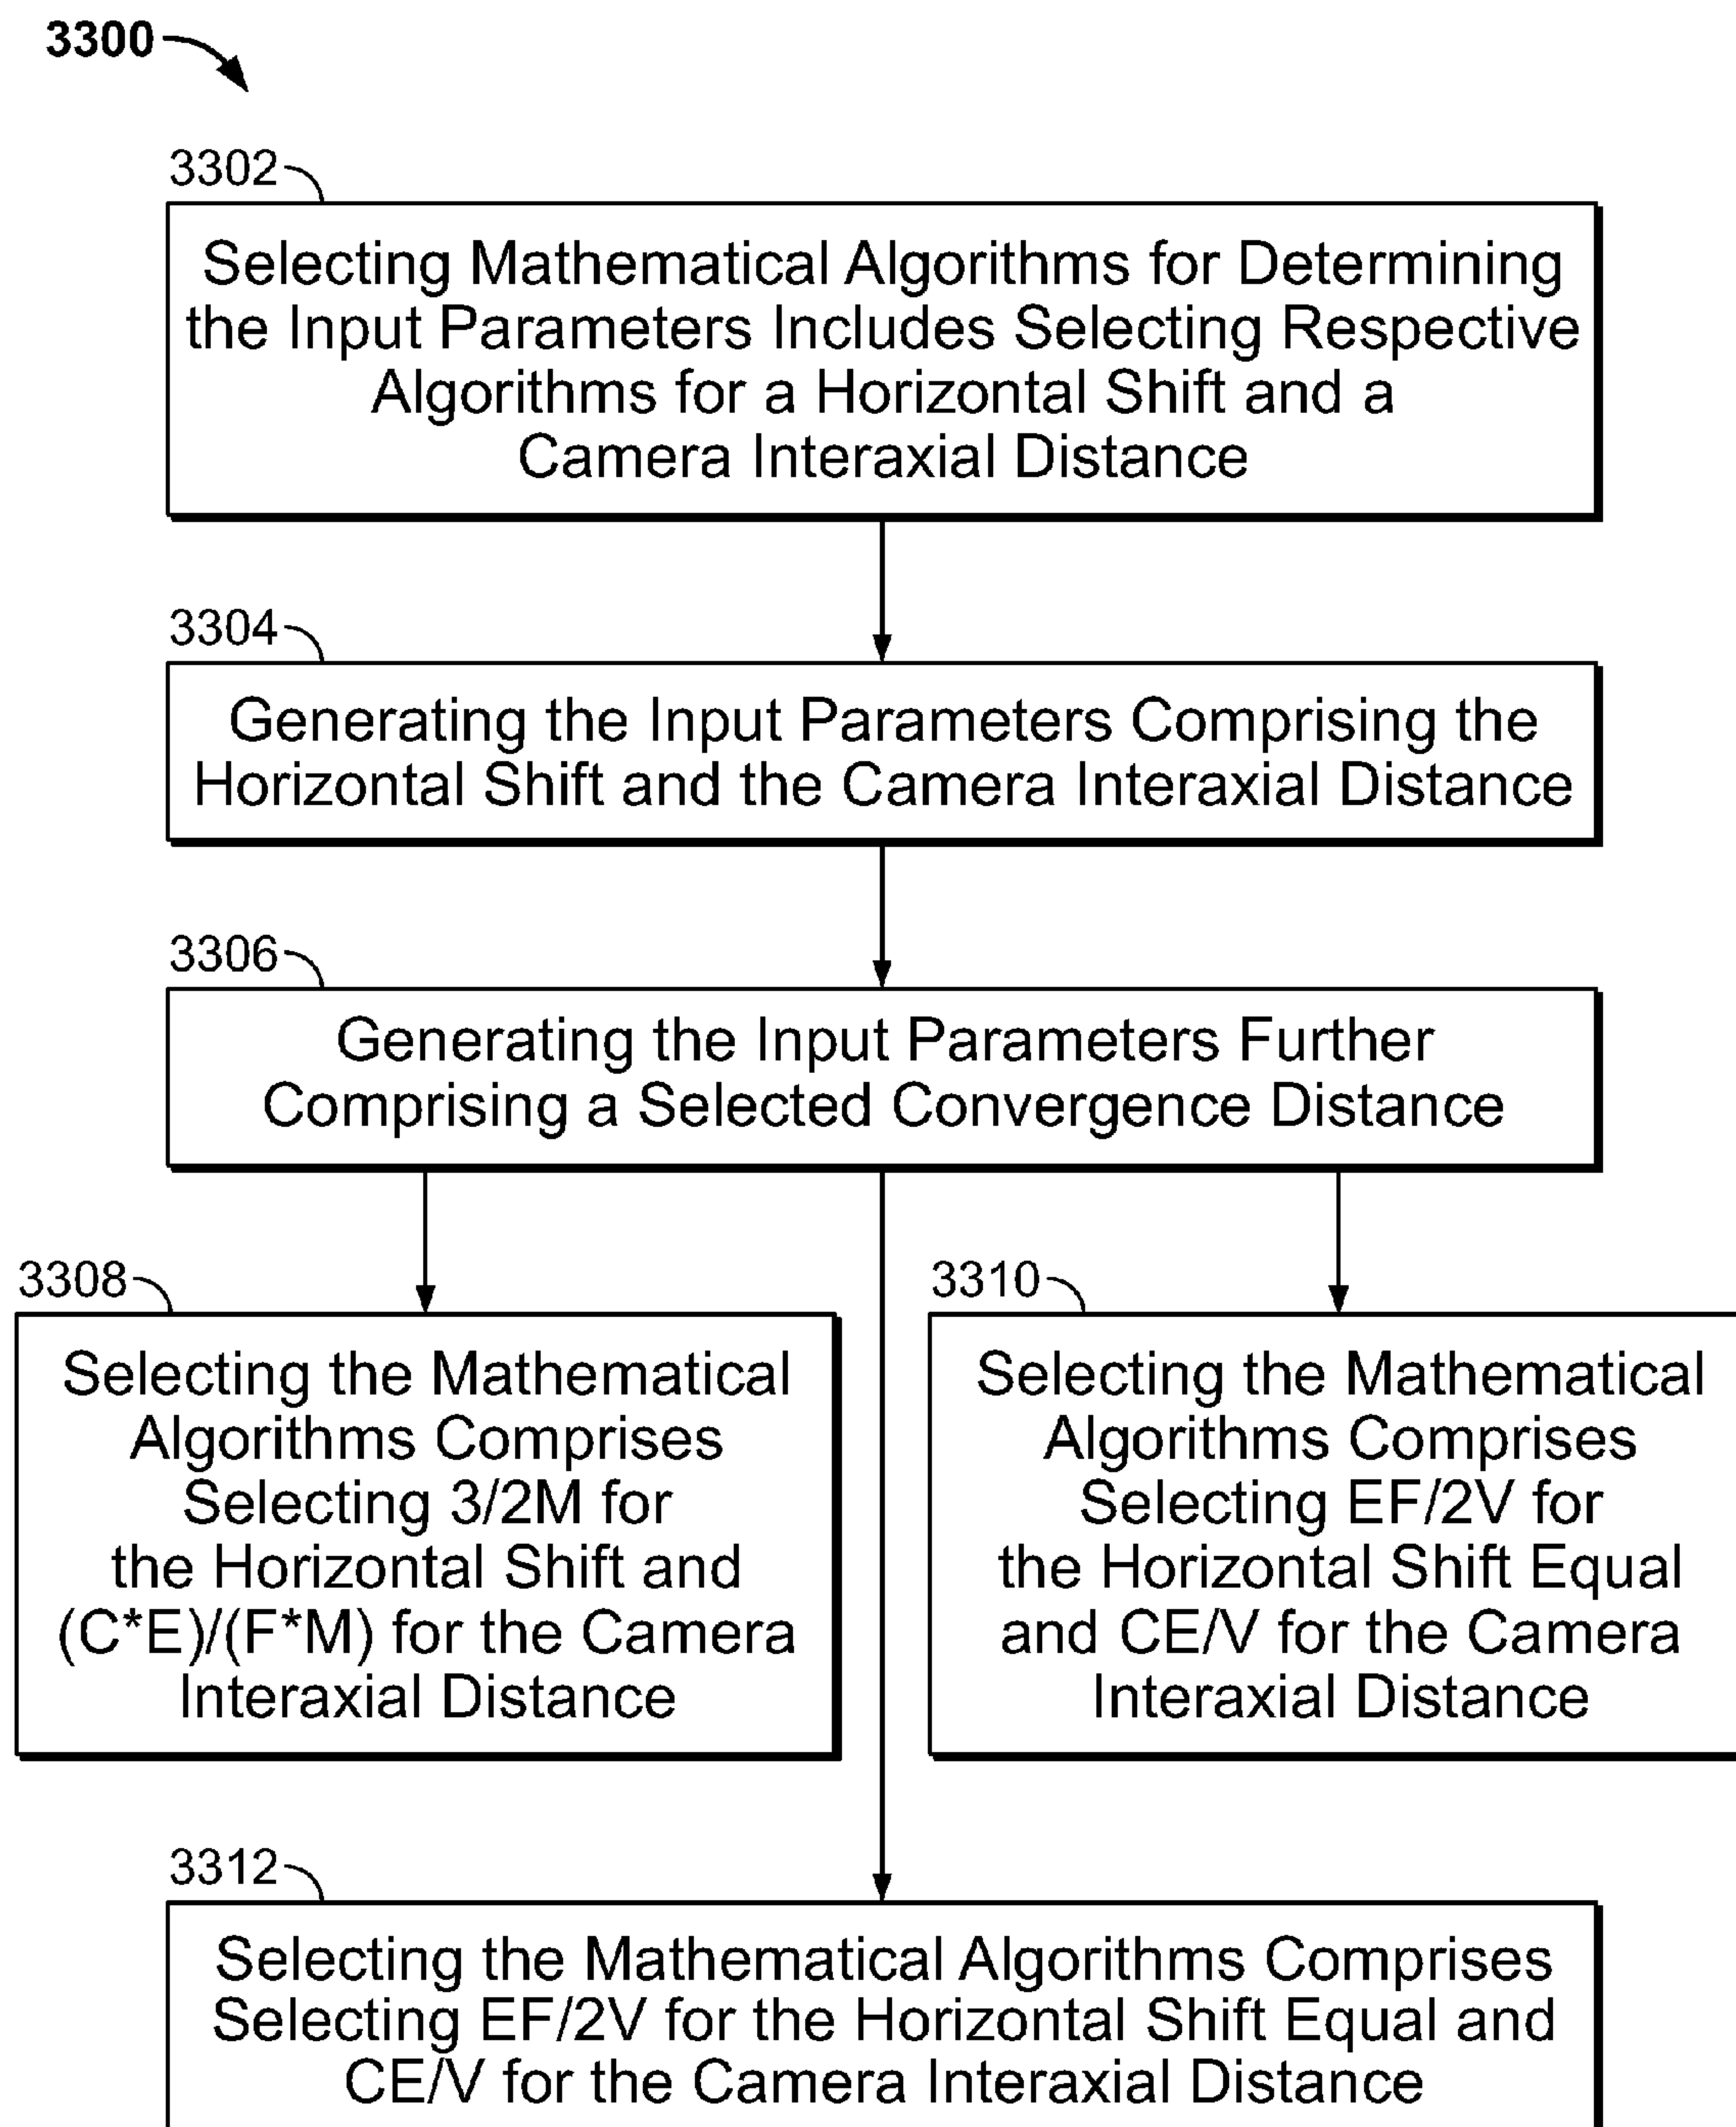 3300
3302
Selecting Mathematical Algorithms for Determining
the Input Parameters Includes Selecting Respective
Algorithms for a Horizontal Shift and a
Camera Interaxial Distance
3304
Generating the Input Parameters Comprising the
Horizontal Shift and the Camera Interaxial Distance
3306
Generating the Input Parameters Further
Comprising a Selected Convergence Distance
3308
Selecting the Mathematical
Algorithms Comprises
Selecting 3/2M for
the Horizontal Shift and
(C*E)/(F*M) for the Camera
Interaxial Distance
3310
Selecting the Mathematical
Algorithms Comprises
Selecting EF/2V for
the Horizontal Shift Equal
and CE/V for the Camera
Interaxial Distance
3312
Selecting the Mathematical Algorithms Comprises
Selecting EF/2V for the Horizontal Shift Equal and
CE/V for the Camera Interaxial Distance